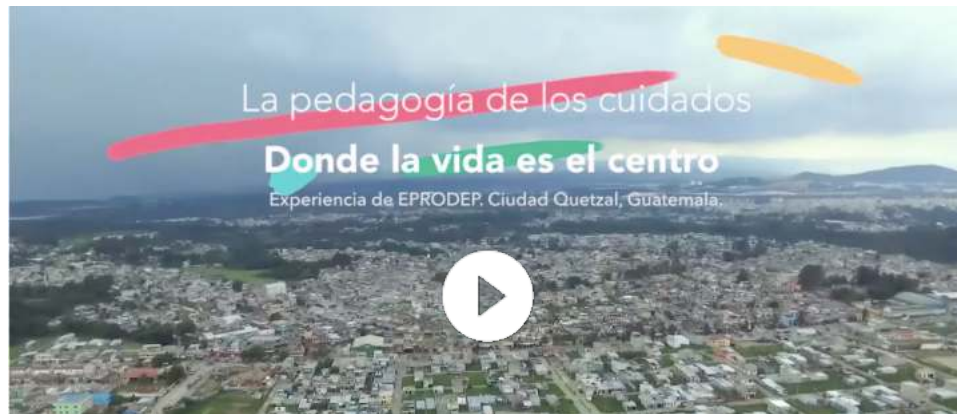 La pedagogía de los cuidados
Donde la vida es el centro
Experiencia de EPRODEP. Ciudad Quetzal, Guatemala.